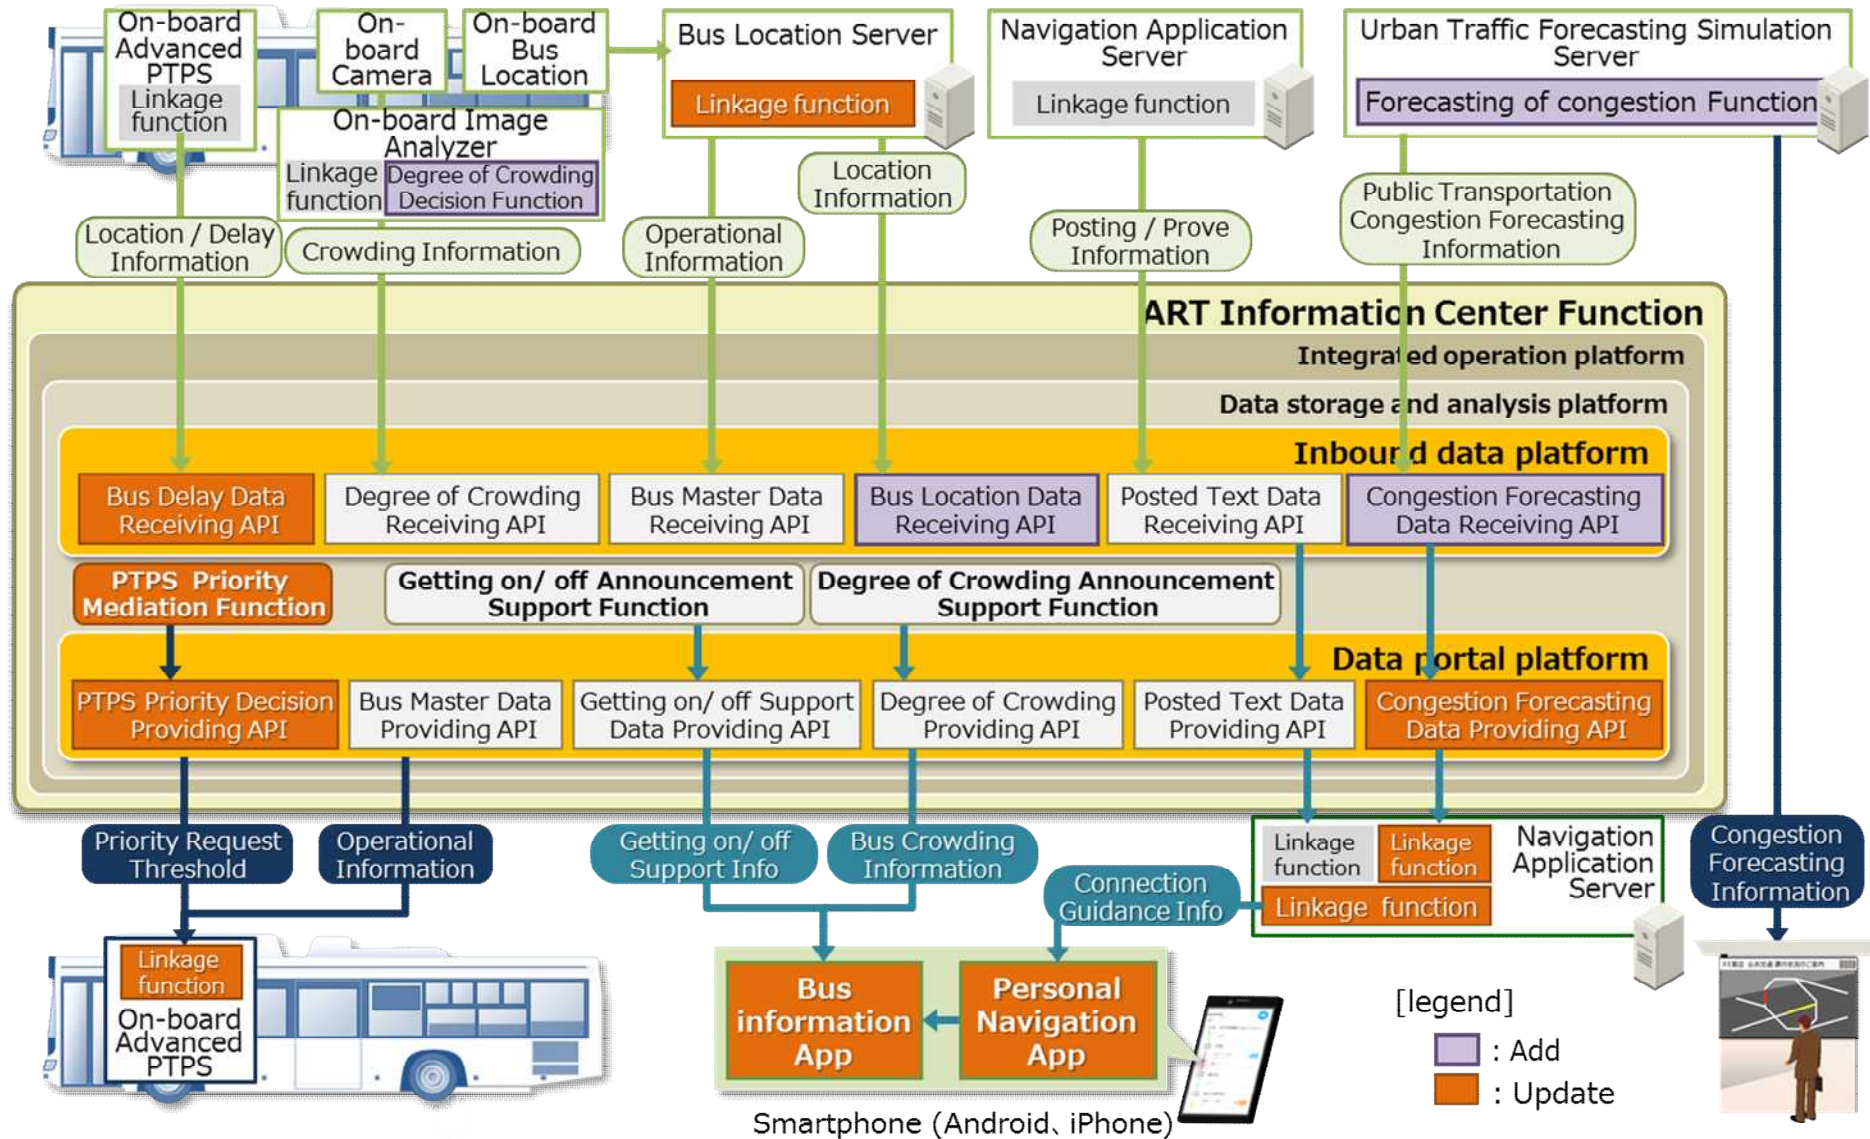 On-board
Advanced
PTPS
Linkage
function
On-
board
Camera
On-board
Bus
Location
On-board Image
Analyzer
Linkage
function
Degree of Crowding
Decision Function
Bus Location Server
Linkage function
Navigation Application
Server
Linkage function
Urban Traffic Forecasting Simulation
Server
Forecasting of congestion Function
Location / Delay
Information
Crowding Information
Operational
Information
Location
Information
Posting / Prove
Information
Public Transportation
Congestion Forecasting
Information
ART Information Center Function
Integrated operation platform
Data storage and analysis platform
Inbound data platform
Bus Delay Data
Receiving API
Degree of Crowding
Receiving API
Bus Master Data
Receiving API
Bus Location Data
Receiving API
Posted Text Data
Receiving API
Congestion Forecasting
Data Receiving API
PTPS Priority
Mediation Function
Getting on/ off Announcement
Support Function
Degree of Crowding Announcement
Support Function
Data portal platform
PTPS Priority Decision
Providing API
Bus Master Data
Providing API
Getting on/ off Support
Data Providing API
Degree of Crowding
Providing API
Posted Text Data
Providing API
Congestion Forecasting
Data Providing API
Priority Request
Threshold
Operational
Information
Getting on/ off
Support Info
Bus Crowding
Information
Connection
Guidance Info
Linkage
function
Linkage
function
Linkage function
Navigation
Application
Server
Congestion
Forecasting
Information
Linkage
function
On-board
Advanced
PTPS
Bus
information
App
Personal
Navigation
App
Smartphone (Android、iPhone)
[legend]
: Add
: Update